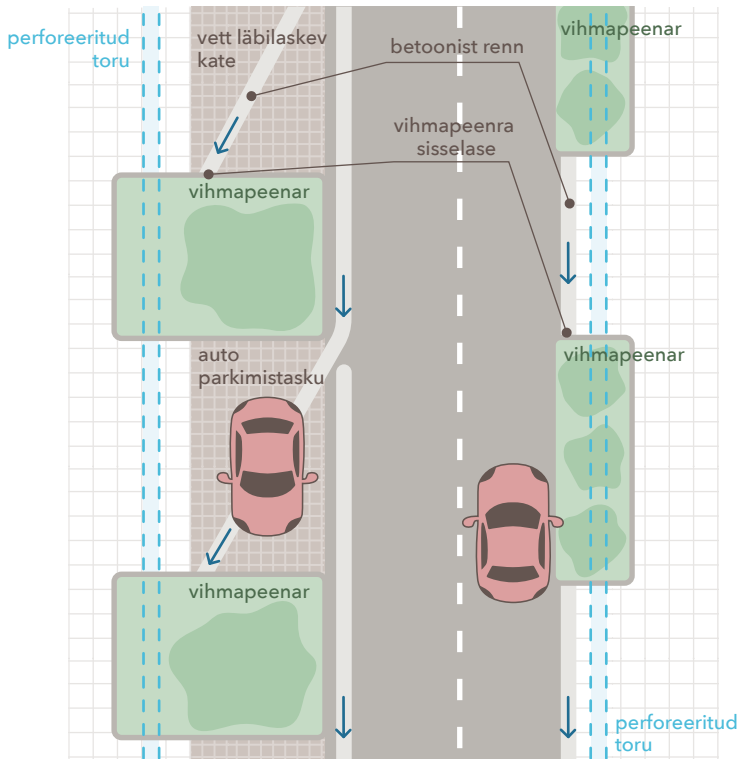 perforeeritud
toru
vett läbilaskev
kate
betoonist renn
vihmapeenar
vihmapeenra
sisselase
vihmapeenar
auto
parkimistasku
vihmapeenar
vihmapeenar
perforeeritud
toru